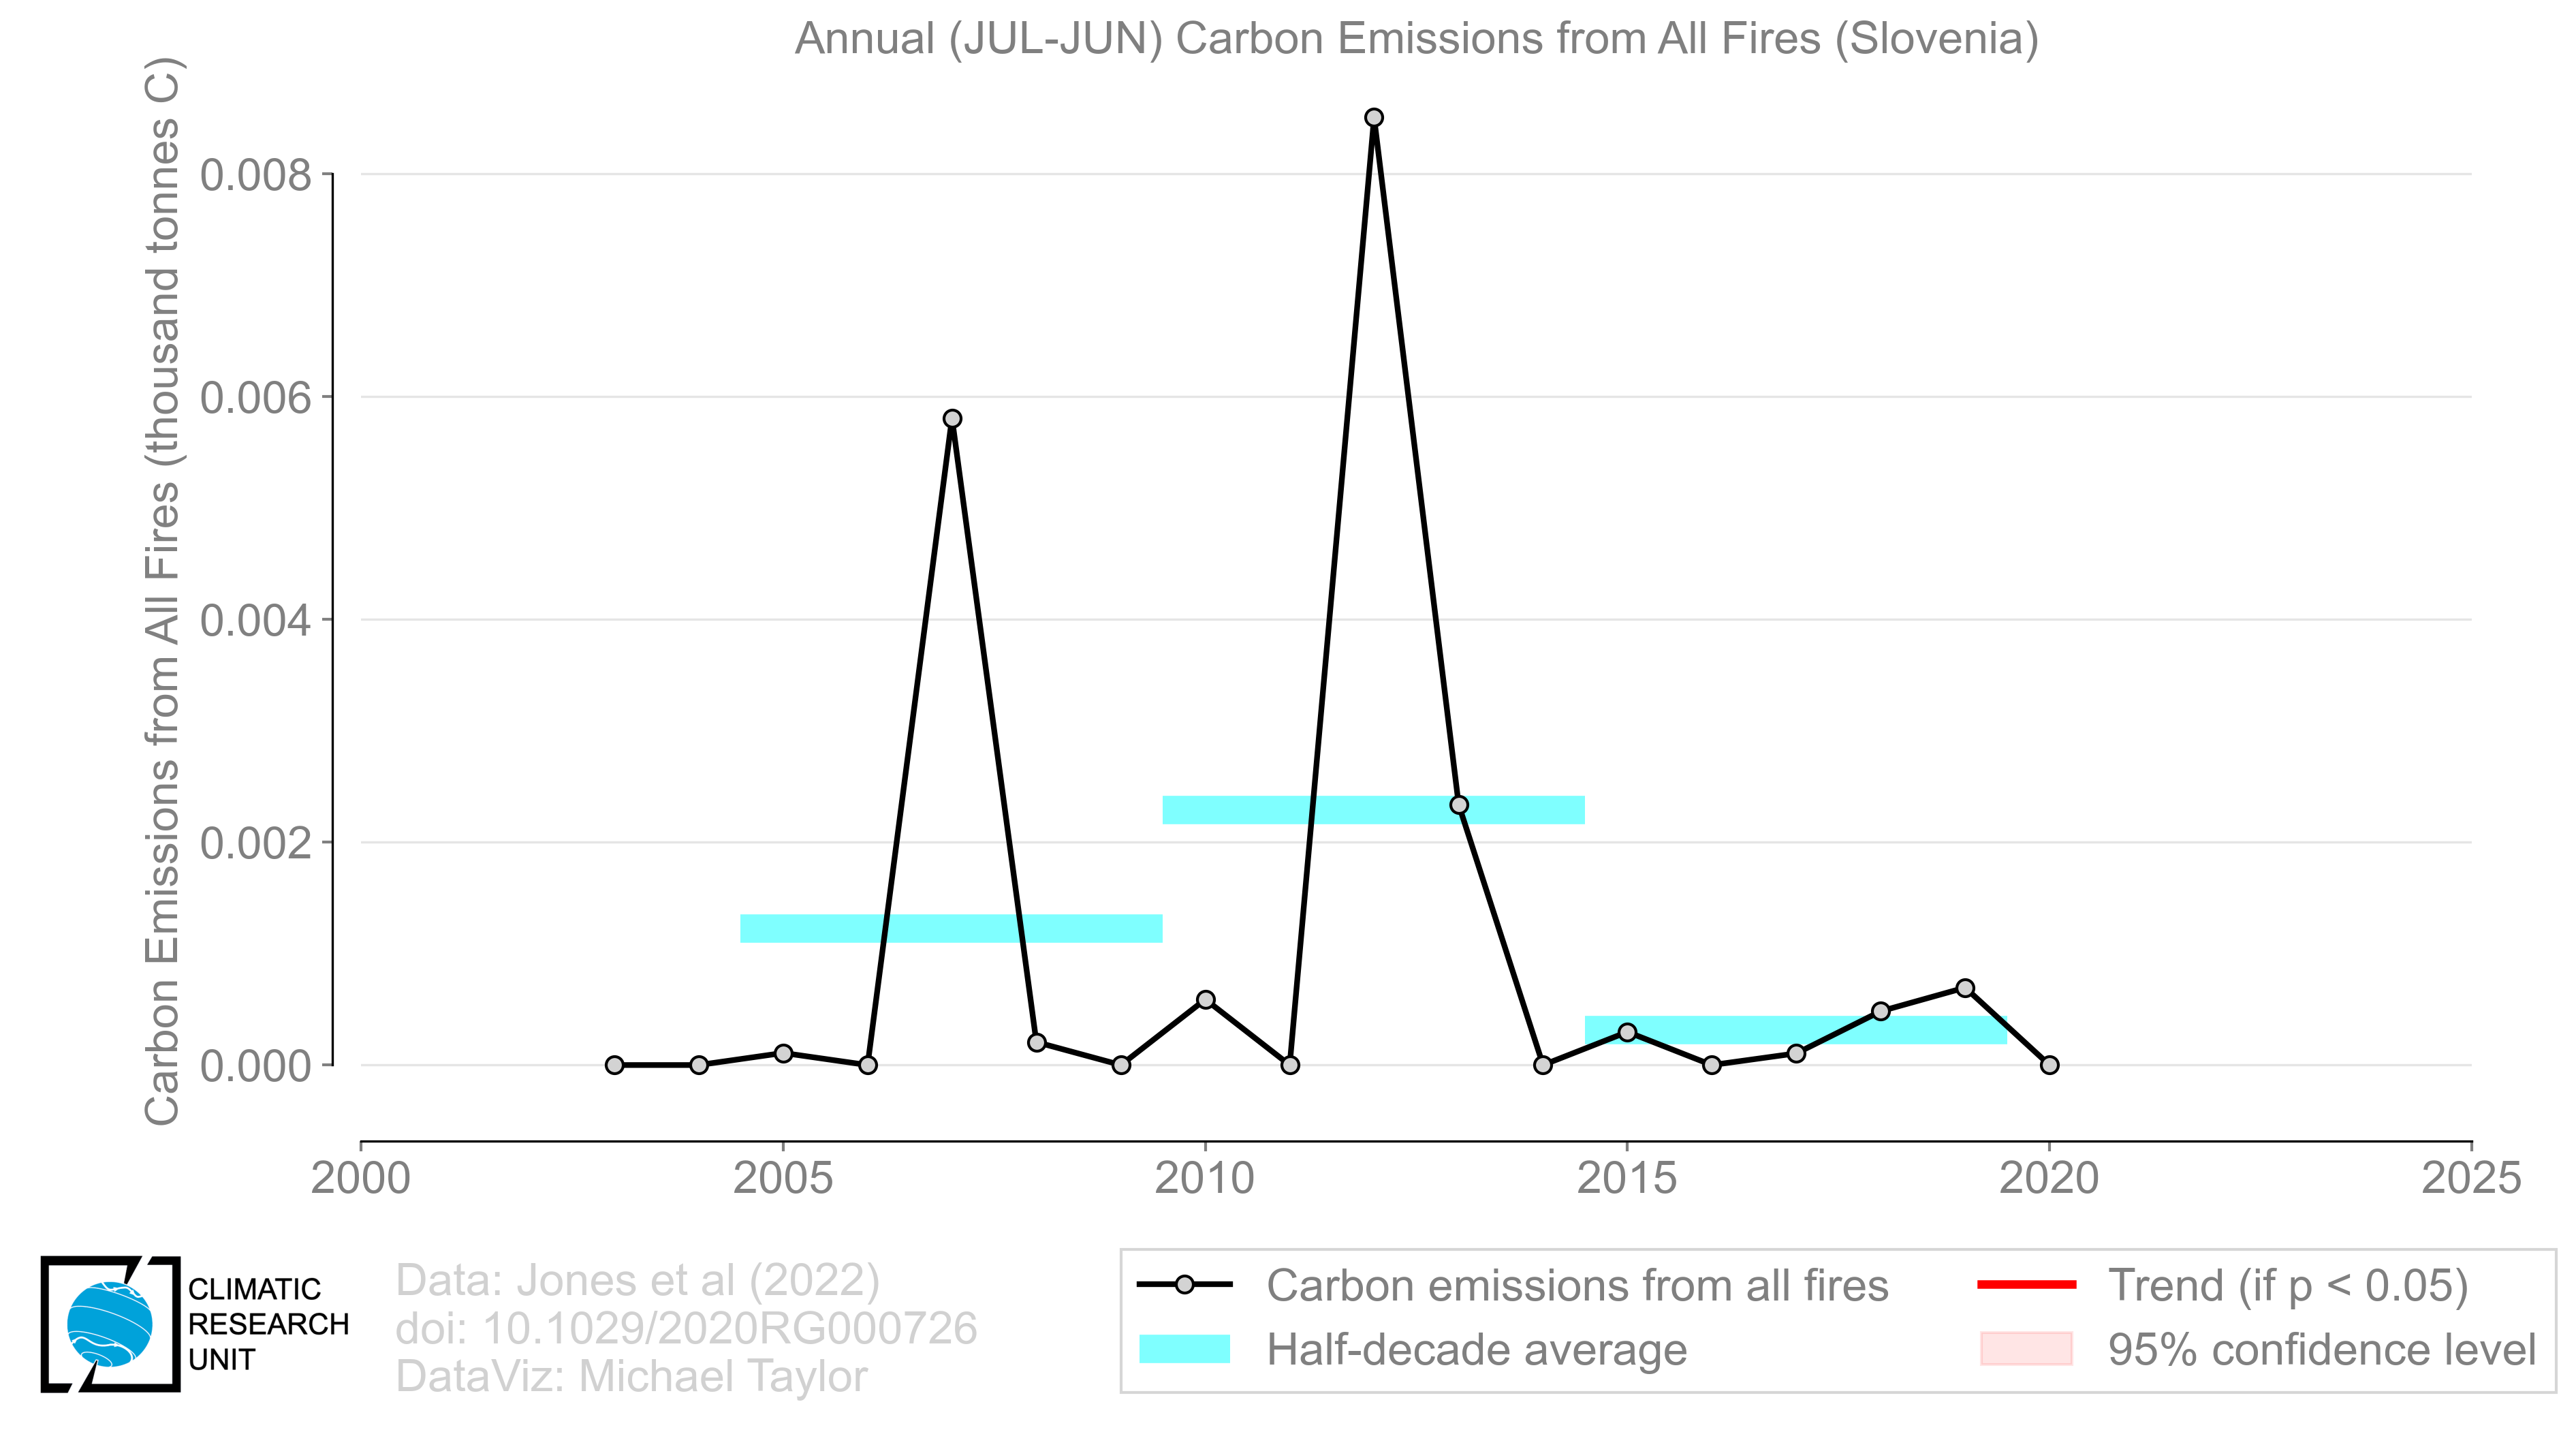 Annual (JUL-JUN) Carbon Emissions from All Fires (Slovenia)
Carbon Emissions from All Fires (thousand tonnes C)
0.008
0.006
0.004
0.002
0.000
2000 2005 2010 2015 2020 2025
CLIMATIC
RESEARCH
UNIT
Data: Jones et al (2022)
doi: 10.1029/2020RG000726
DataViz: Michael Taylor
Carbon emissions from all fires
Half-decade average
Trend (if p < 0.05)
95% confidence level